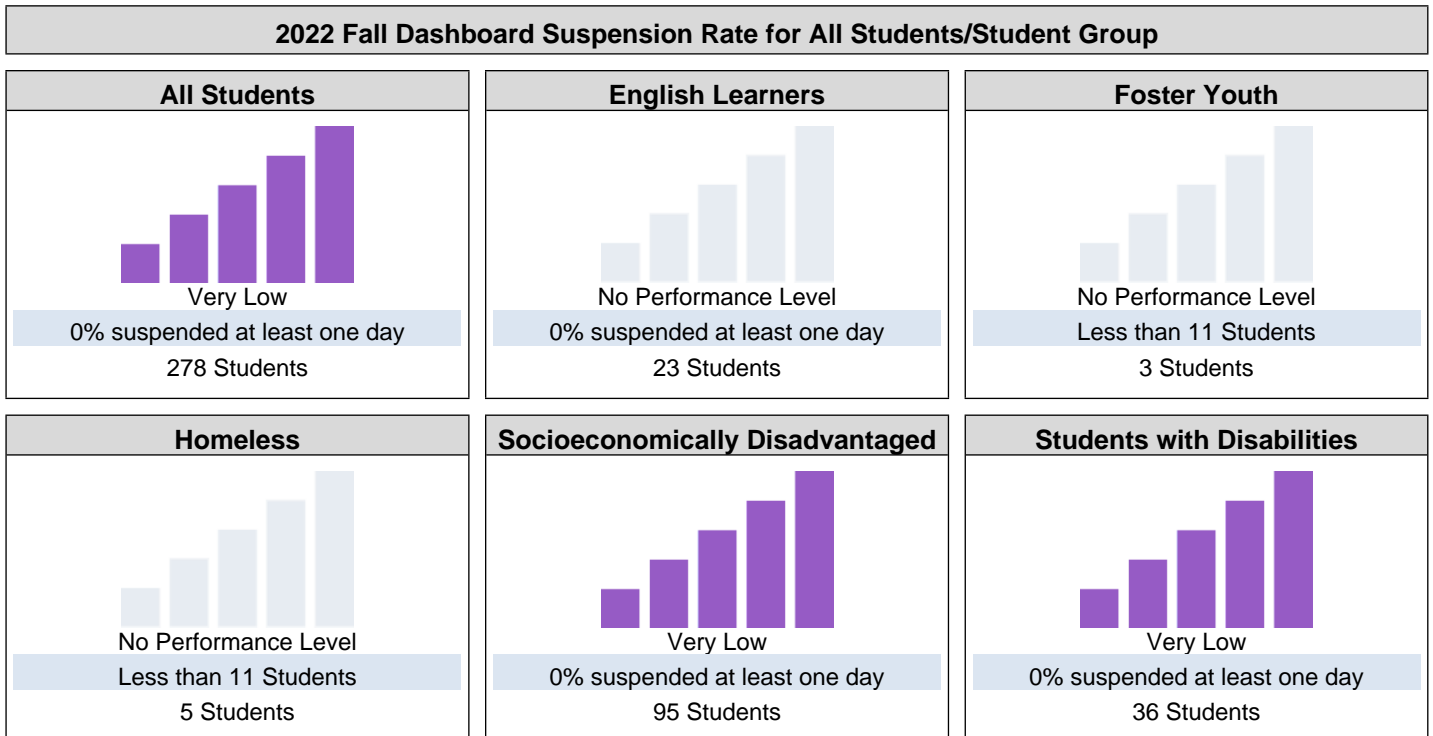 2022 Fall Dashboard Suspension Rate for All Students/Student Group
All Students
Very Low
0% suspended at least one day
278 Students
English Learners
No Performance Level
0% suspended at least one day
23 Students
Foster Youth
No Performance Level
Less than 11 Students
3 Students
Homeless
No Performance Level
Less than 11 Students
5 Students
Socioeconomically Disadvantaged
Very Low
0% suspended at least one day
95 Students
Students with Disabilities
Very Low
0% suspended at least one day
36 Students